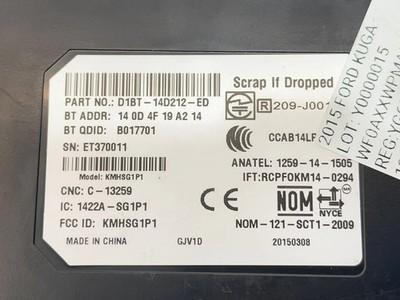 Scrap If Dropped
PART NO.: D1BT-14D212-ED
BT ADDR: 14 0D 4F 19 A2 14
R 209-J001
BT QDID: B017701
CCAB14LF
SN: ET370011
ANATEL: 1259-14-1505
Model: KMHSG1P1
IFT:RCPFOKM14-0294
CNC: C-13259
IC: 1422A-SG1P1
CE
NOM
NYCE
FCC ID: KMHSG1P1
NOM-121-SCT1-2009
MADE IN CHINA
GJV1D
20150308
2015 FORD KUGA
LOT: Y0000015
WF0AXXWPM
REG:YC6